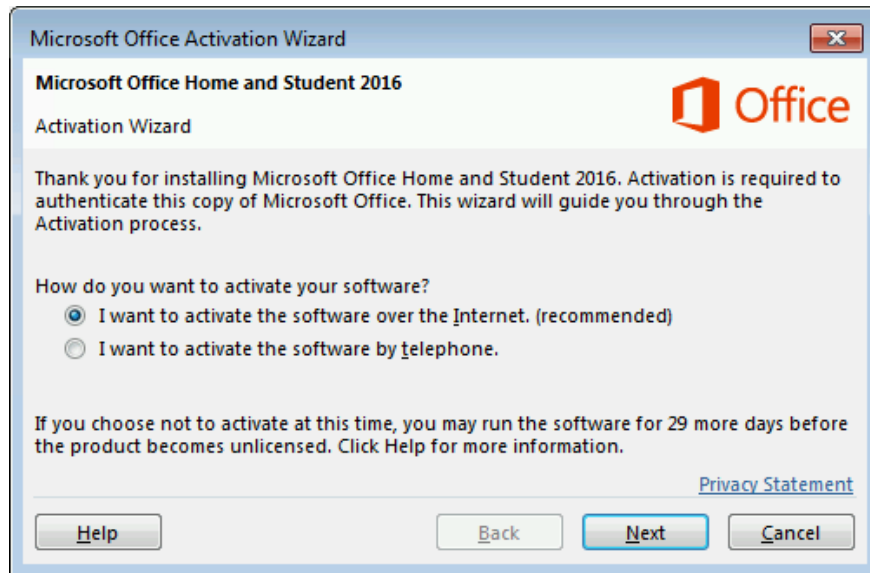 Microsoft Office Activation Wizard
Microsoft Office Home and Student 2016
Office
Activation Wizard
Thank you for installing Microsoft Office Home and Student 2016. Activation is required to
authenticate this copy of Microsoft Office. This wizard will guide you through the
Activation process.
How do you want to activate your software?
I want to activate the software over the Internet. (recommended)
I want to activate the software by telephone.
If you choose not to activate at this time, you may run the software for 29 more days before
the product becomes unlicensed. Click Help for more information.
Privacy Statement
Help Back Next Cancel